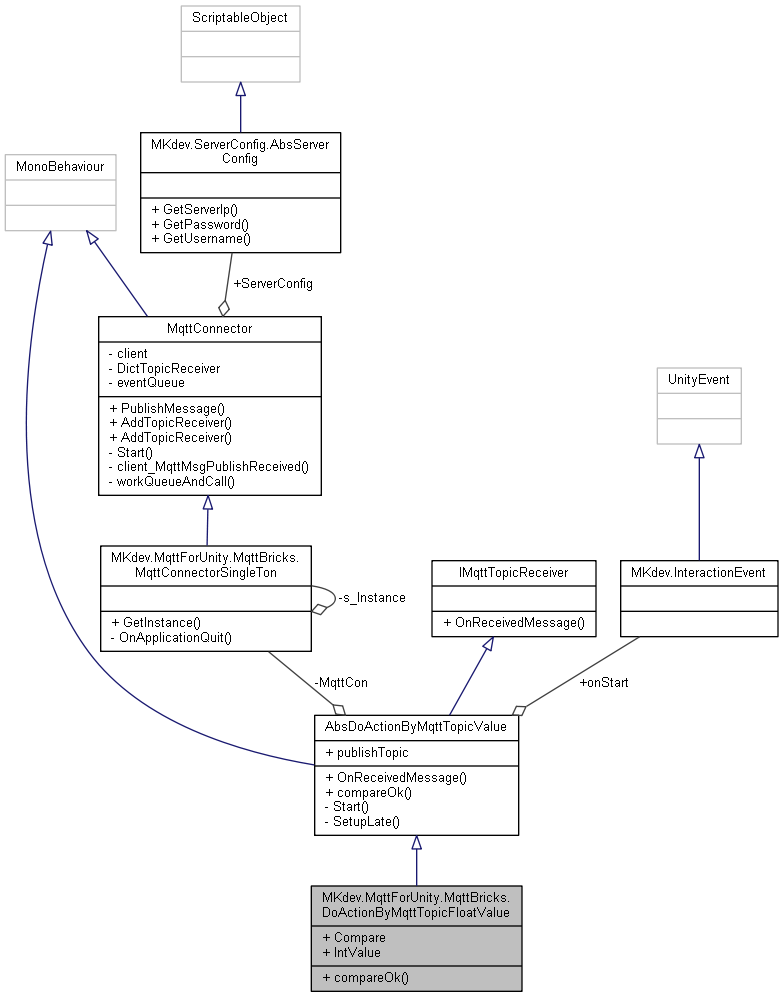 ScriptableObject
MKdev.ServerConfig.AbsServer
Config
+ GetServerIp()
+ GetPassword()
+ GetUsername()
MonoBehaviour
+ServerConfig
MqttConnector
- client
- DictTopicReceiver
- eventQueue
+ PublishMessage()
+ AddTopicReceiver()
+ AddTopicReceiver()
- Start()
- client_MqttMsgPublishReceived()
- workQueueAndCall()
UnityEvent
MKdev.MqttForUnity.MqttBricks.
MqttConnectorSingleTon
+ GetInstance()
- OnApplicationQuit()
-s_Instance
IMqttTopicReceiver
+ OnReceivedMessage()
MKdev.InteractionEvent
-MqttCon
+onStart
AbsDoActionByMqttTopicValue
+ publishTopic
+ OnReceivedMessage()
+ compareOk()
- Start()
- SetupLate()
MKdev.MqttForUnity.MqttBricks.
DoActionByMqttTopicFloatValue
+ Compare
+ IntValue
+ compareOk()